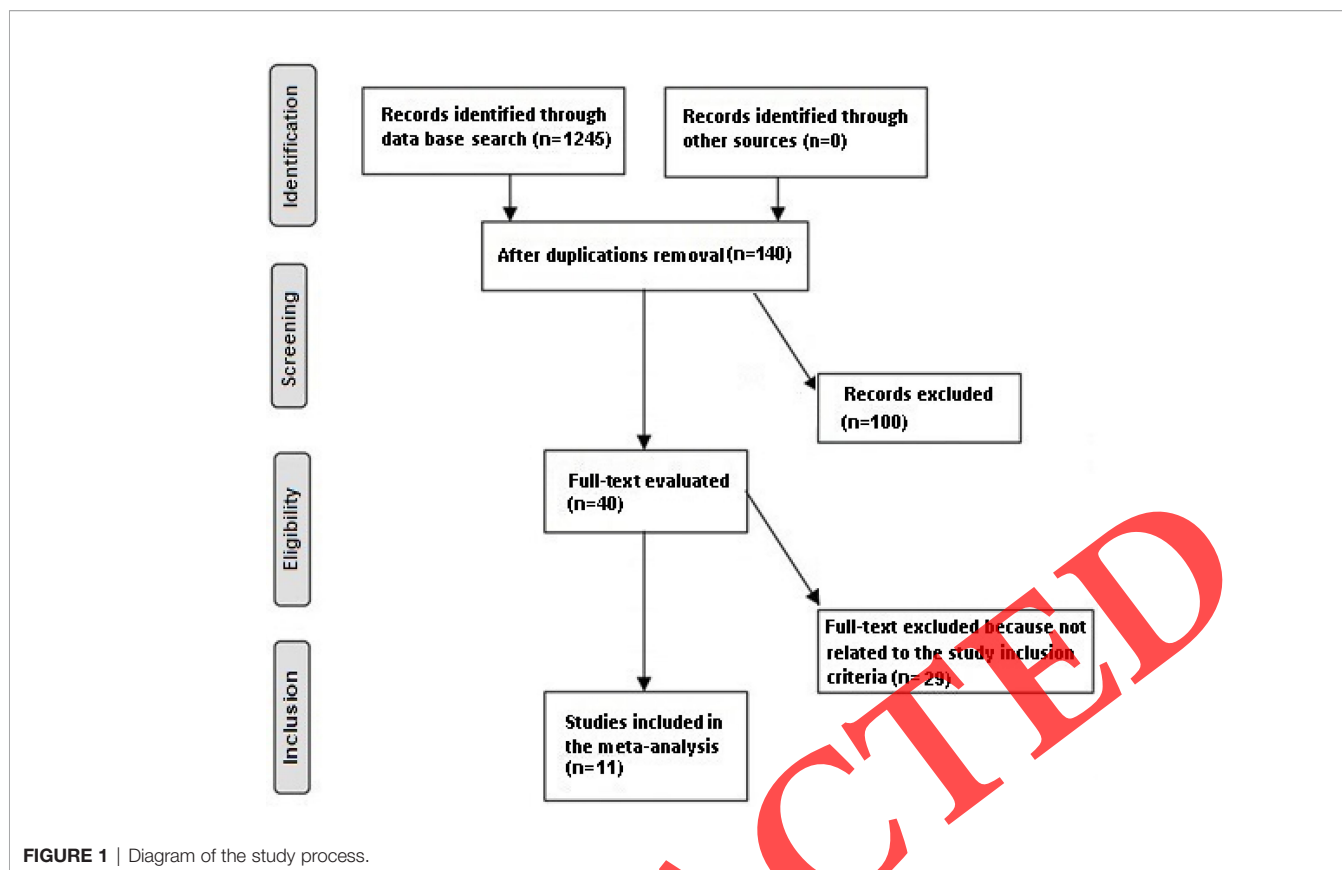 Identification
Records identified through
data base search (n=1245)
Records identified through
other sources (n=0)
After duplications removal(n=140)
Screening
Records excluded
(n=100)
Eligibility
Full-text evaluated
(n=40)
Full-text excluded because not
related to the study inclusion
criteria (n= 29)
Inclusion
Studies included in
the meta-analysis
(n=11)
ACTED
FIGURE 1 | Diagram of the study process.